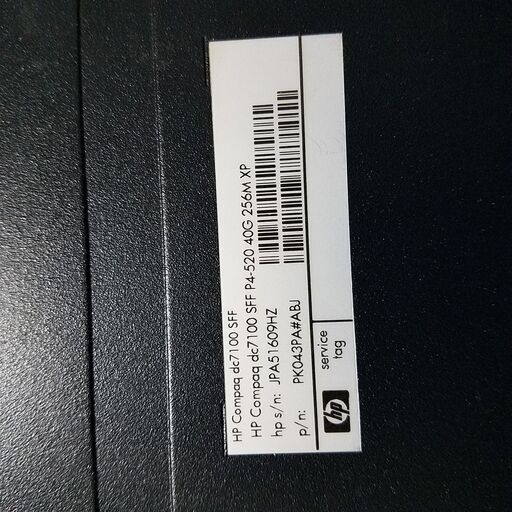 HP Compaq dc7100 SFF
HP Compaq dc7100 SFF P4-520 40G 256M XP
hp s/n: JPA51609HZ
p/n: PK043PA#ABJ
hp
service
tag